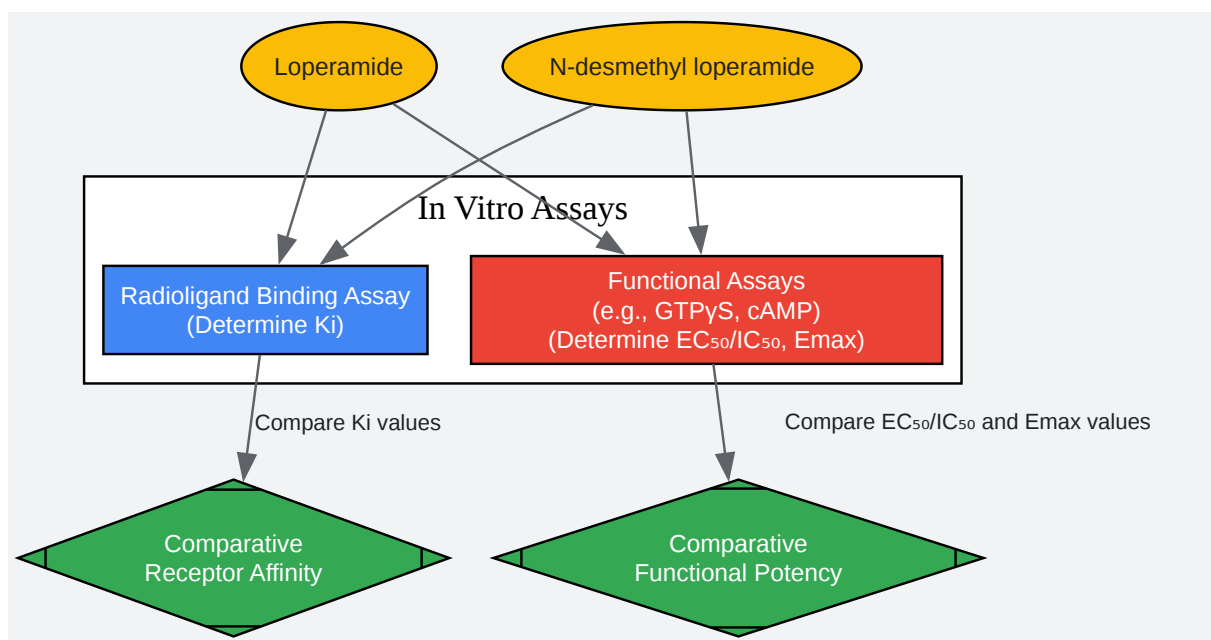 Loperamide
N-desmethyl loperamide
In Vitro Assays
Radioligand Binding Assay
(Determine Ki)
Functional Assays
(e.g., GTPγS, cAMP)
(Determine EC₅₀/IC₅₀, Emax)
Compare Ki values
Compare EC₅₀/IC₅₀ and Emax values
Comparative
Receptor Affinity
Comparative
Functional Potency